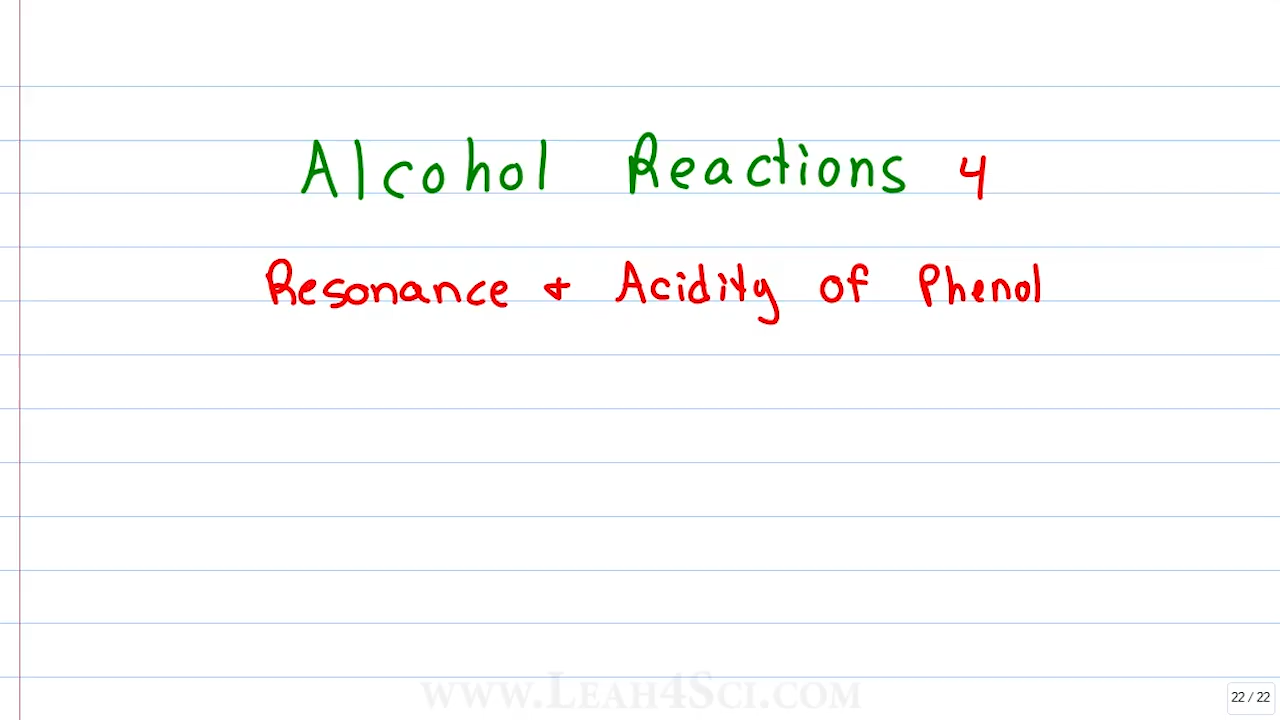 Alcohol Reactions 4
Resonance + Acidity of Phenol
www.Leah4Sci.com
22 / 22